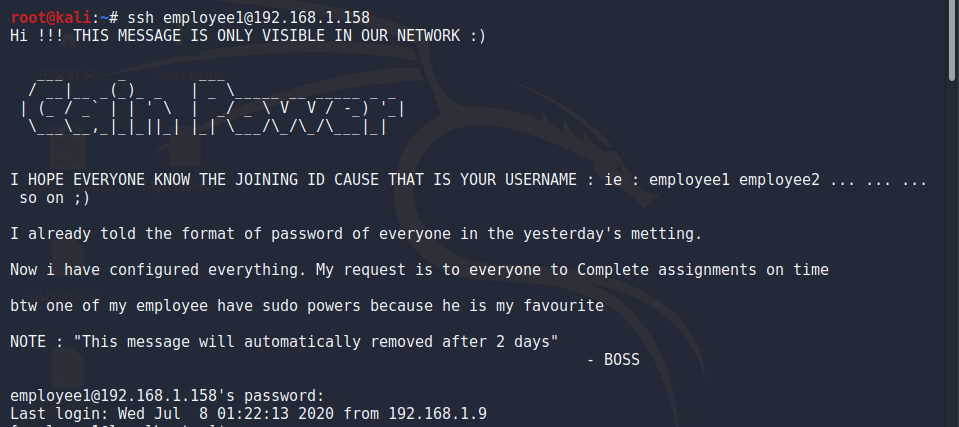 root@kali:~# ssh employee1@192.168.1.158
Hi !!! THIS MESSAGE IS ONLY VISIBLE IN OUR NETWORK :)
Gain Power
I HOPE EVERYONE KNOW THE JOINING ID CAUSE THAT IS YOUR USERNAME : ie : employee1 employee2 ... ... ...
so on ;)
I already told the format of password of everyone in the yesterday's metting.
Now i have configured everything. My request is to everyone to Complete assignments on time
btw one of my employee have sudo powers because he is my favourite
NOTE : "This message will automatically removed after 2 days"
- BOSS
employee1@192.168.1.158's password:
Last login: Wed Jul  8 01:22:13 2020 from 192.168.1.9